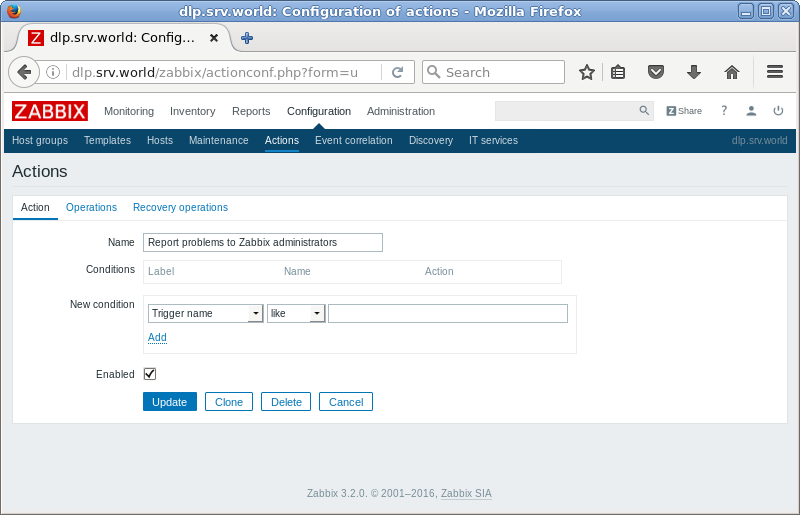 dlp.srv.world: Configuration of actions - Mozilla Firefox
dlp.srv.world: Config...
dlp.srv.world/zabbix/actionconf.php?form=u
Search
ZABBIX Monitoring Inventory Reports Configuration Administration Z Share ?
Host groups Templates Hosts Maintenance Actions Event correlation Discovery IT services dlp.srv.world
Actions
Action Operations Recovery operations
Name Report problems to Zabbix administrators
Conditions Label Name Action
New condition
Trigger name like
Add
Enabled
Update Clone Delete Cancel
Zabbix 3.2.0. © 2001–2016, Zabbix SIA